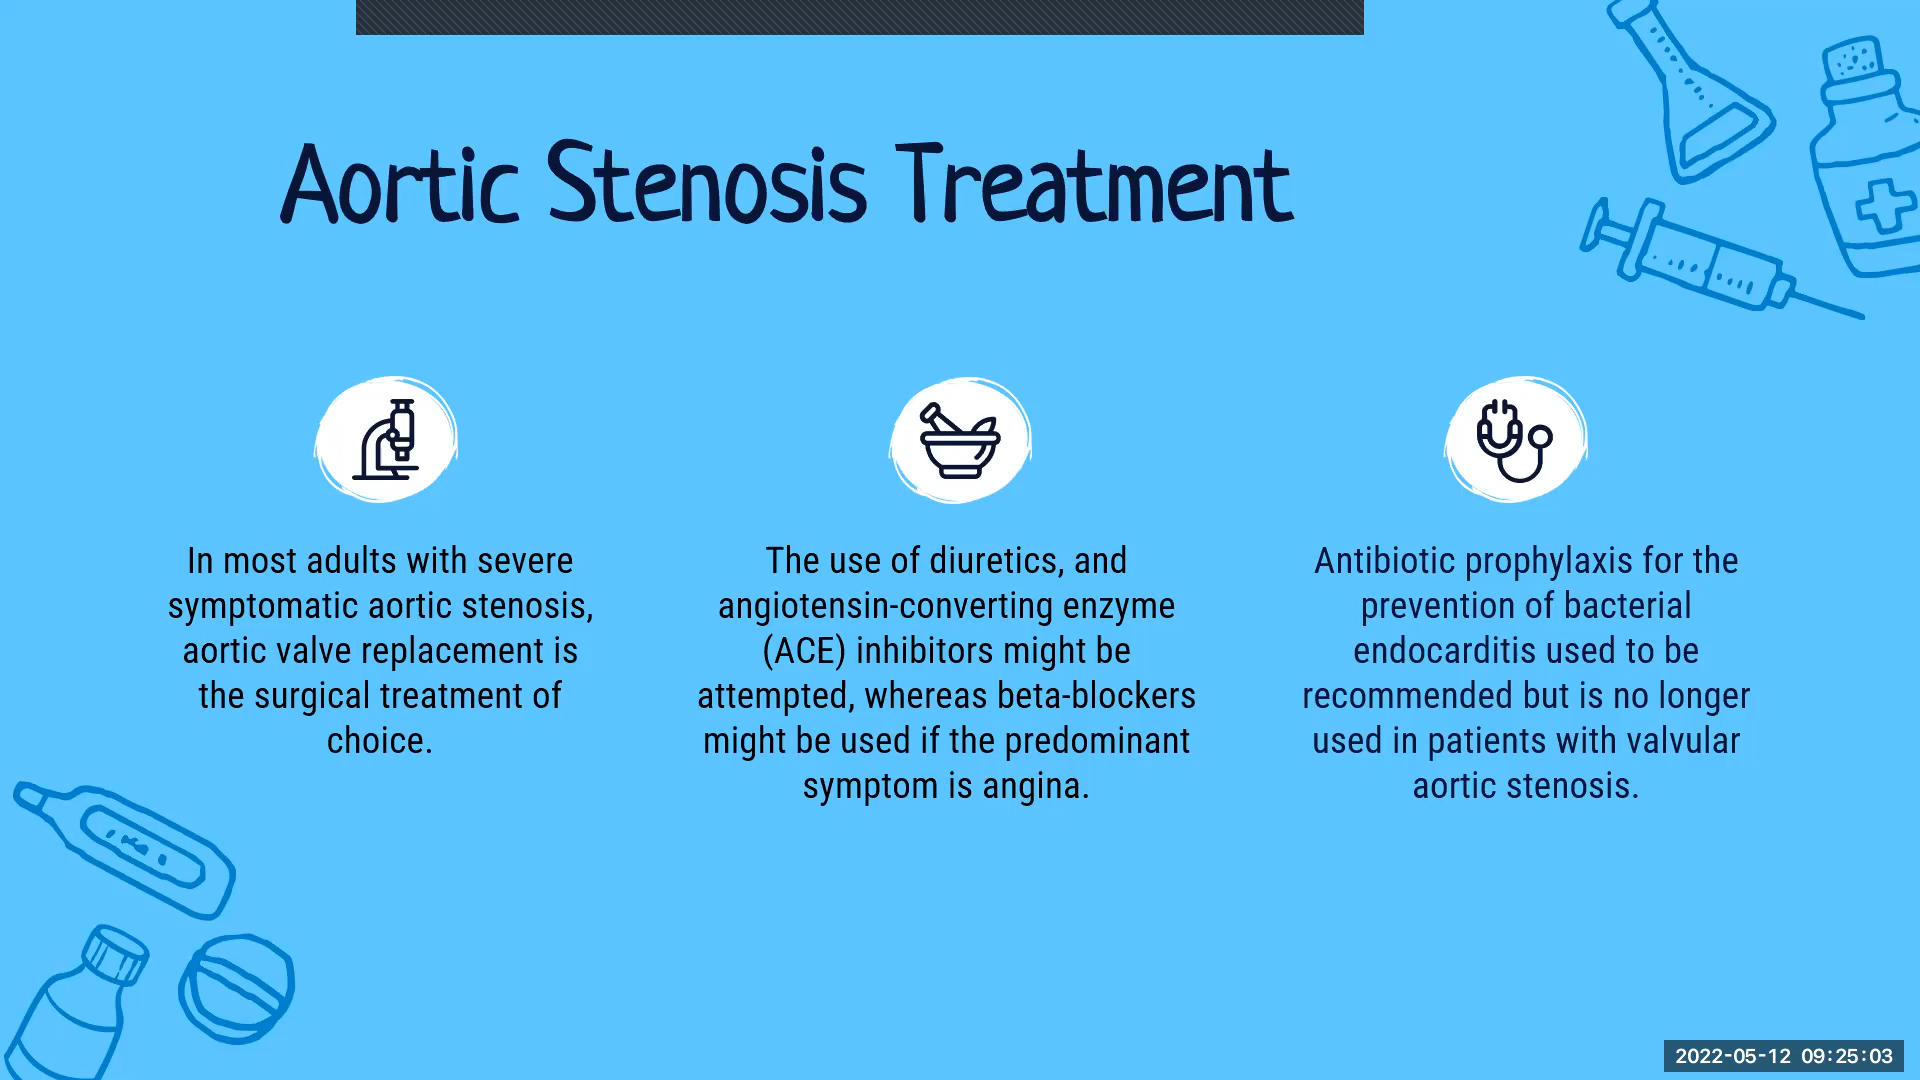 Aortic Stenosis Treatment
In most adults with severe
symptomatic aortic stenosis,
aortic valve replacement is
the surgical treatment of
choice.
The use of diuretics, and
angiotensin-converting enzyme
(ACE) inhibitors might be
attempted, whereas beta-blockers
might be used if the predominant
symptom is angina.
Antibiotic prophylaxis for the
prevention of bacterial
endocarditis used to be
recommended but is no longer
used in patients with valvular
aortic stenosis.
2022-05-12 09:25:03